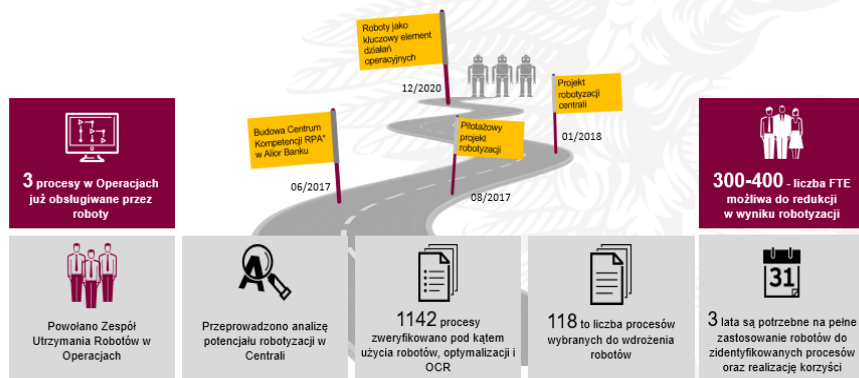 Roboty jako
kluczowy element
działań
operacyjnych
12/2020
Projekt
robotyzacji
centrali
01/2018
Budowa Centrum
Kompetencji RPA*
w Alior Banku
06/2017
Pilotażowy
projekt
robotyzacji
08/2017
3 procesy w Operacjach
już obsługiwane przez
roboty
300-400 - liczba FTE
możliwa do redukcji
w wyniku robotyzacji
Powołano Zespół
Utrzymania Robotów w
Operacjach
A
Przeprowadzono analizę
potencjału robotyzacji w
Centrali
1142 procesy
zweryfikowano pod kątem
użycia robotów, optymalizacji i
OCR
118 to liczba procesów
wybranych do wdrożenia
robotów
31
3 lata są potrzebne na pełne
zastosowanie robotów do
zidentyfikowanych procesów
oraz realizację korzyści